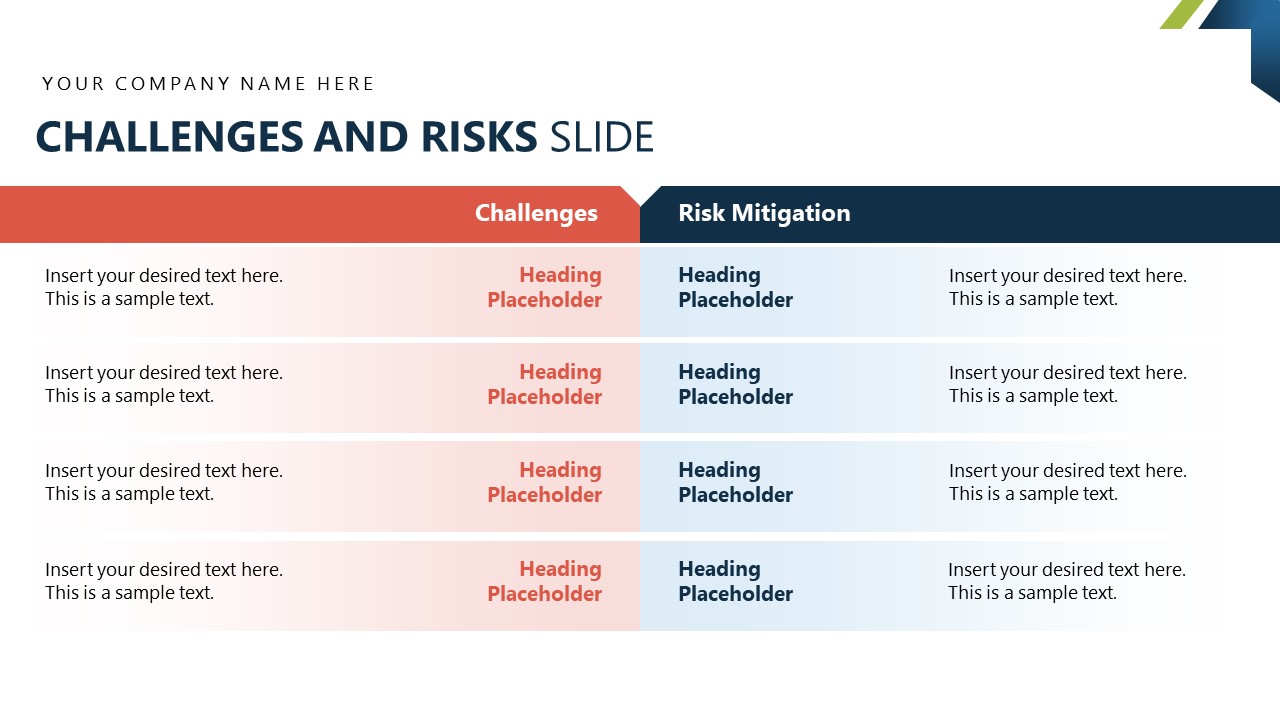 YOUR COMPANY NAME HERE
CHALLENGES AND RISKS SLIDE
Challenges
Risk Mitigation
Insert your desired text here.
This is a sample text.
Heading
Placeholder
Heading
Placeholder
Insert your desired text here.
This is a sample text.
Insert your desired text here.
This is a sample text.
Heading
Placeholder
Heading
Placeholder
Insert your desired text here.
This is a sample text.
Insert your desired text here.
This is a sample text.
Heading
Placeholder
Heading
Placeholder
Insert your desired text here.
This is a sample text.
Insert your desired text here.
This is a sample text.
Heading
Placeholder
Heading
Placeholder
Insert your desired text here.
This is a sample text.